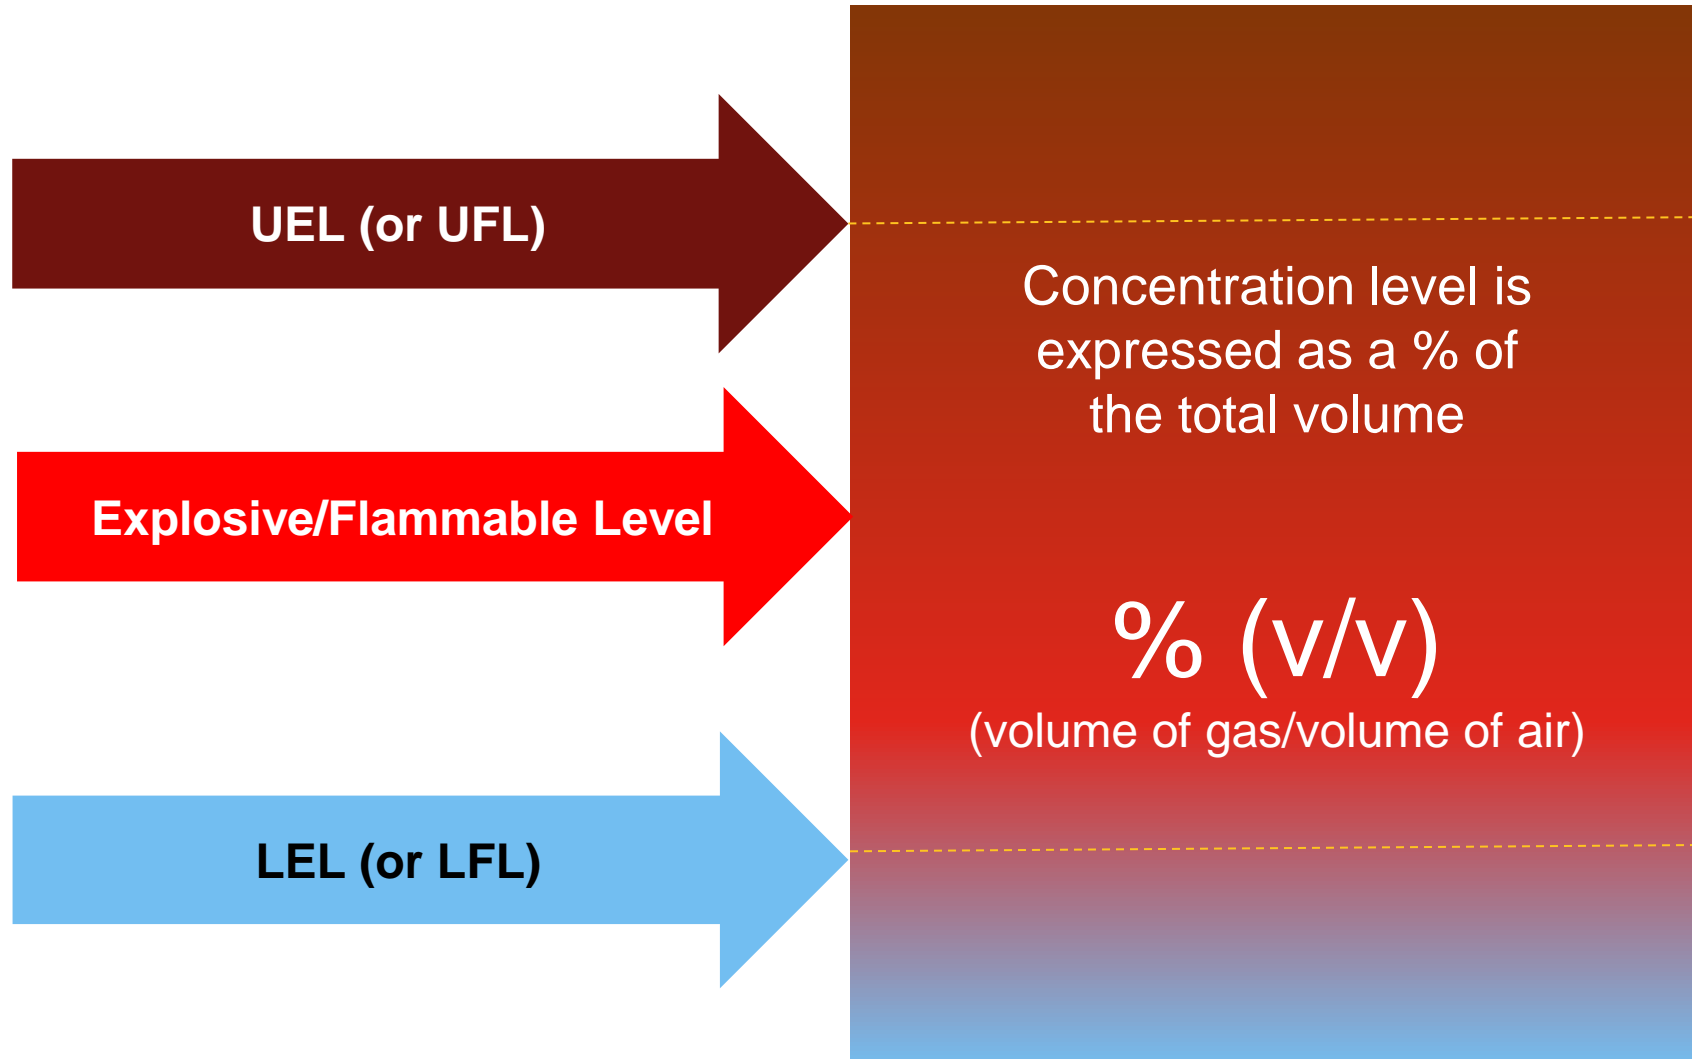 UEL (or UFL)
Explosive/Flammable Level
LEL (or LFL)
Concentration level is
expressed as a % of
the total volume
% (v/v)
(volume of gas/volume of air)